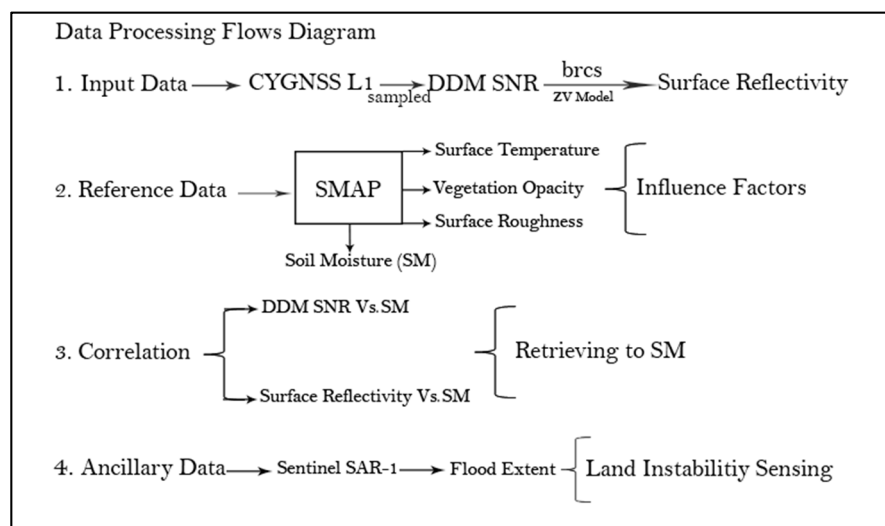 Data Processing Flows Diagram
1. Input Data CYGNSS L1 sampled DDM SNR brcs ZV Model Surface Reflectivity
2. Reference Data SMAP
Surface Temperature
Vegetation Opacity
Surface Roughness
Influence Factors
Soil Moisture (SM)
3. Correlation
DDM SNR Vs.SM
Surface Reflectivity Vs.SM
Retrieving to SM
4. Ancillary Data Sentinel SAR-1 Flood Extent Land Instabilitiy Sensing